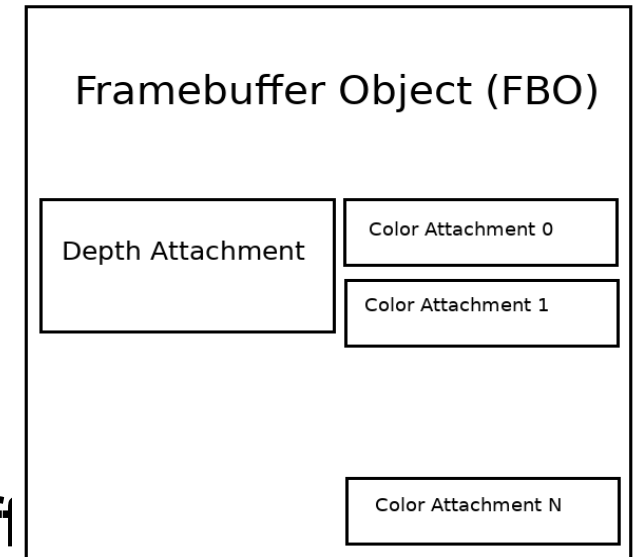 Framebuffer Object (FBO)
Depth Attachment
Color Attachment 0
Color Attachment 1
Color Attachment N